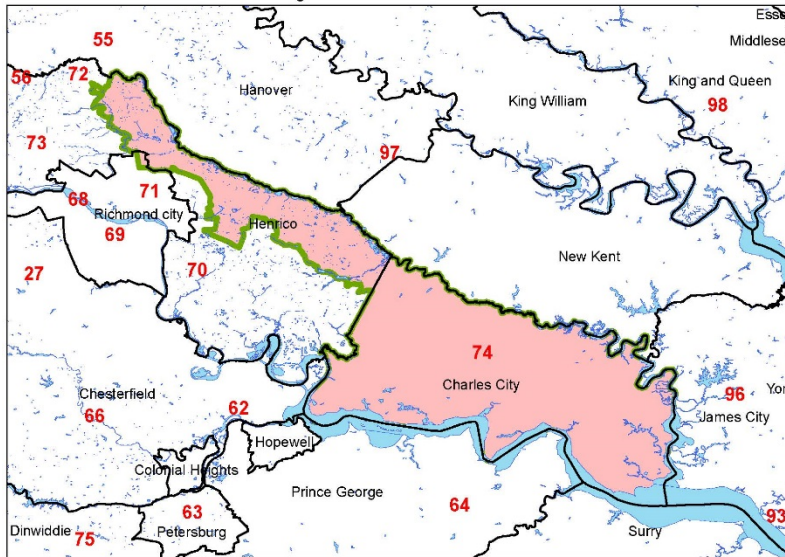 Esse
55
Middlese
56
72
Hanover
King and Queen
King William
98
73
97
71
68
Richmond city
69
Henrico
27
70
New Kent
74
Charles City
Chesterfield
96
Yor
66
62
James City
Hopewell
Colonial Heights
Prince George
64
63
93
Dinwiddie
Petersburg
Surry
75